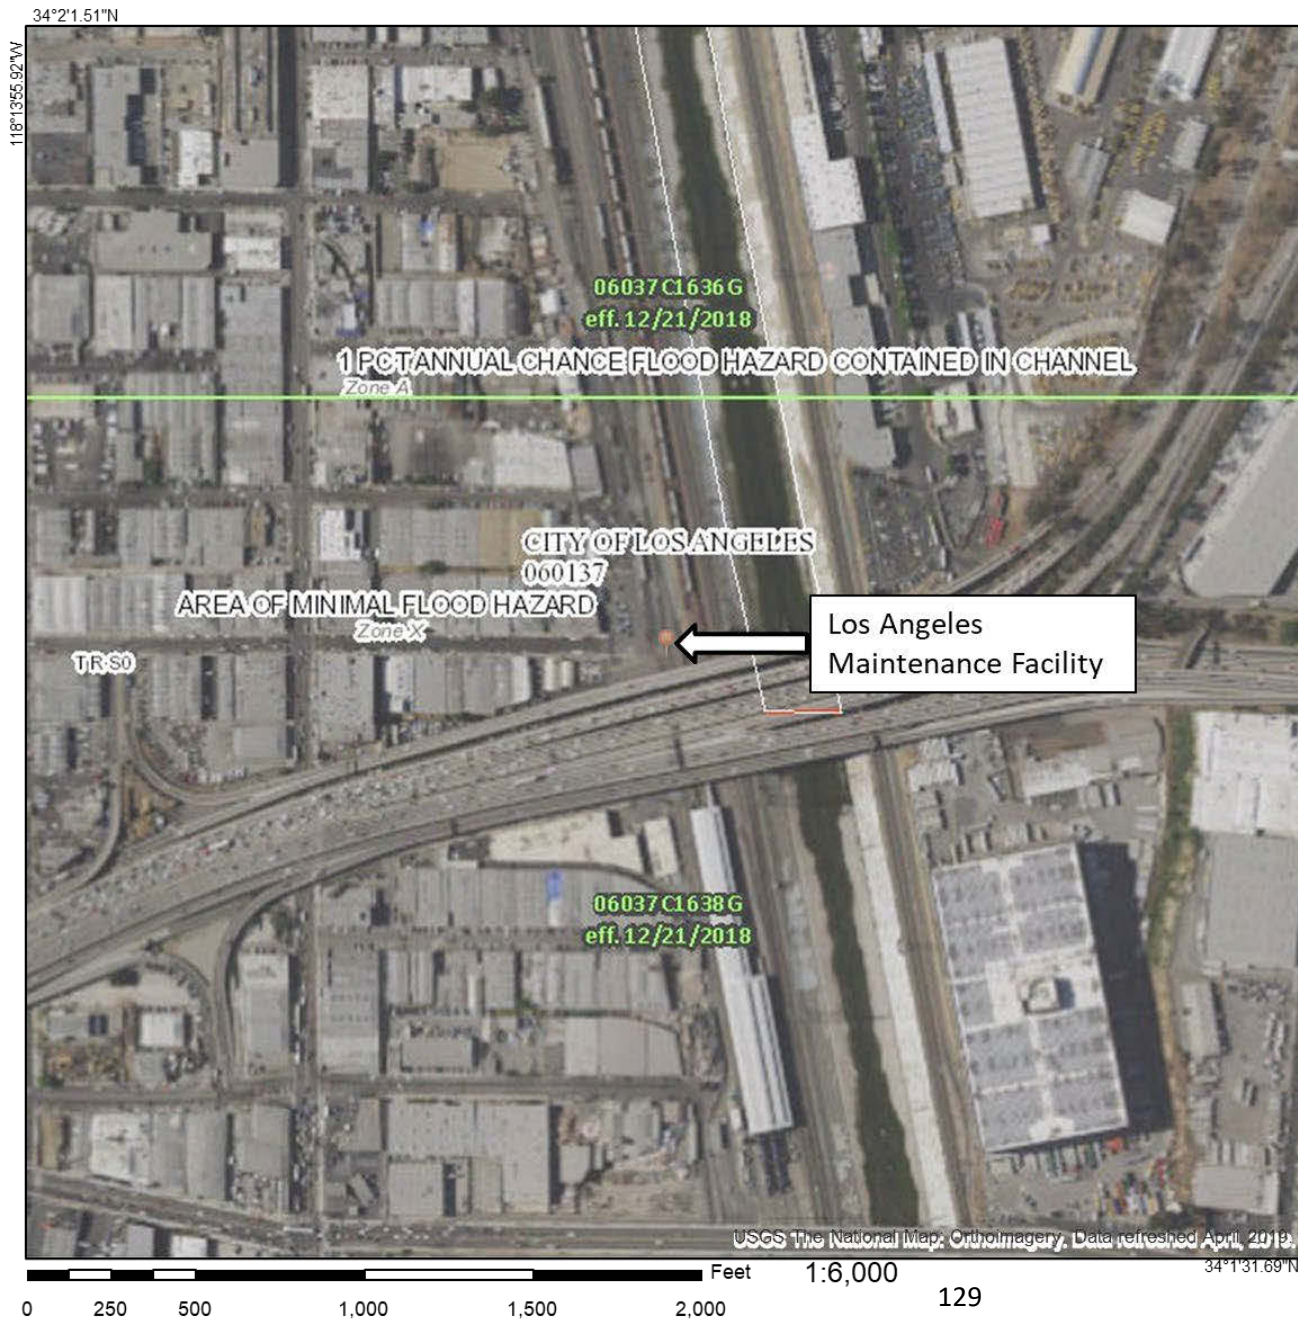 34°2'1.51"N
118°13'55.92"W
06037C1636G
eff. 12/21/2018
1 PCT ANNUAL CHANCE FLOOD HAZARD CONTAINED IN CHANNEL
Zone A
CITY OF LOS ANGELES
060137
AREA OF MINIMAL FLOOD HAZARD
Zone X
T R S0
Los Angeles
Maintenance Facility
06037C1638G
eff. 12/21/2018
USGS The National Map: Orthoimagery. Data refreshed April, 2019.
34°1'31.69"N
Feet
1:6,000
0 250 500 1,000 1,500 2,000
129